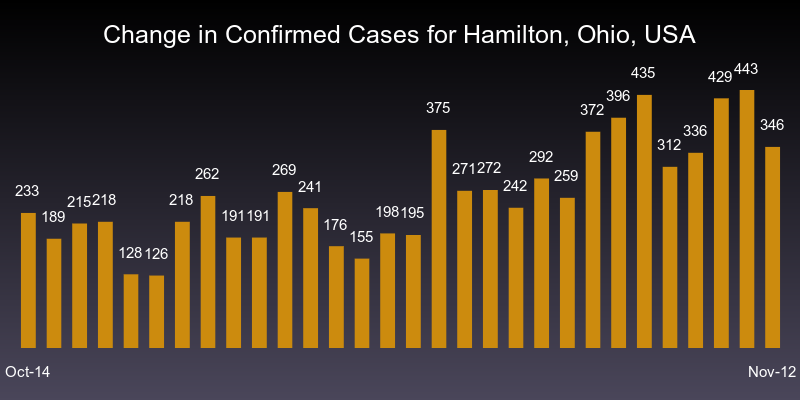 Change in Confirmed Cases for Hamilton, Ohio, USA
233 189 215 218 128 126 218 262 191 191 269 241 176 155 198 195 375 271 272 242 292 259 372 396 435 312 336 429 443 346
Oct-14 Nov-12